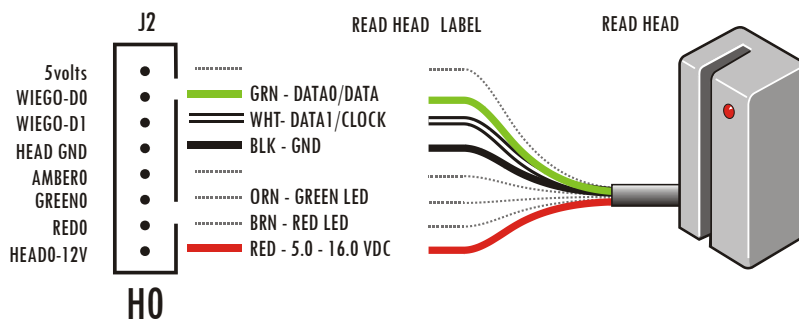 J2
READ HEAD LABEL
READ HEAD
5volts
WIEGO-D0
GRN - DATA0/DATA
WIEGO-D1
WHT- DATA1/CLOCK
HEAD GND
BLK - GND
AMBER0
GREEN0
ORN - GREEN LED
RED0
BRN - RED LED
HEAD0-12V
RED - 5.0 - 16.0 VDC
H0